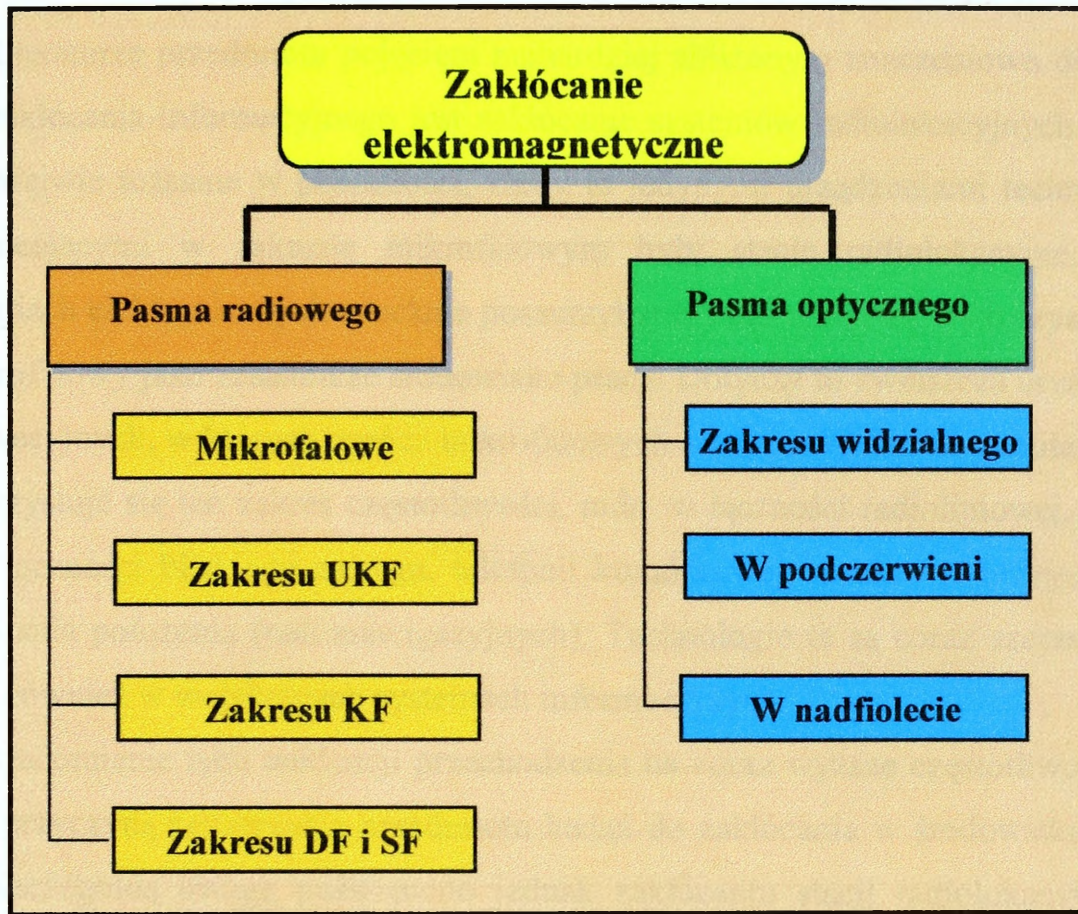 Zakłócanie
elektromagnetyczne
Pasma radiowego
Mikrofalowe
Zakresu UKF
Zakresu KF
Zakresu DF i SF
Pasma optycznego
Zakresu widzialnego
W podczerwieni
W nadfiolecie